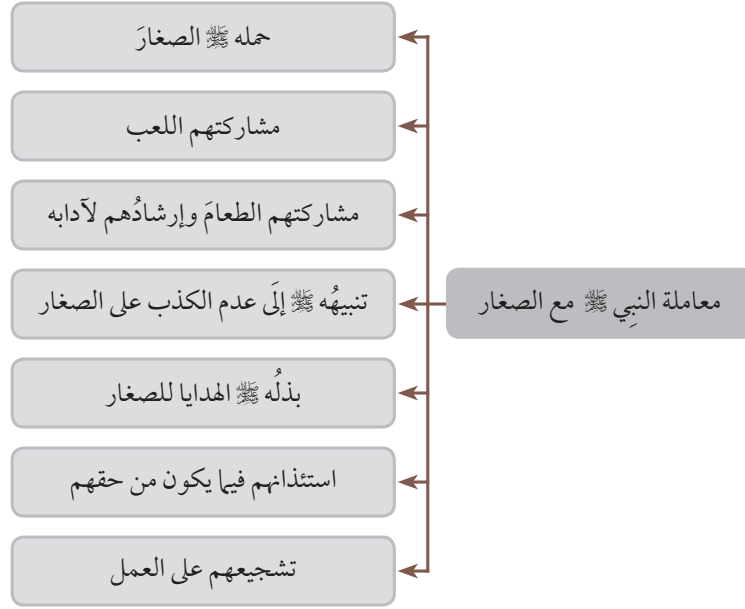 معاملة النبِي ﷺ مع الصغار
حمله ﷺ الصغارَ
مشاركتهم اللعب
مشاركتهم الطعامَ وإرشادُهم لآدابه
تنبيهُه ﷺ إلَى عدم الكذب على الصغار
بذلُه ﷺ الهدايا للصغار
استئذانهم فيما يكون من حقهم
تشجيعهم على العمل